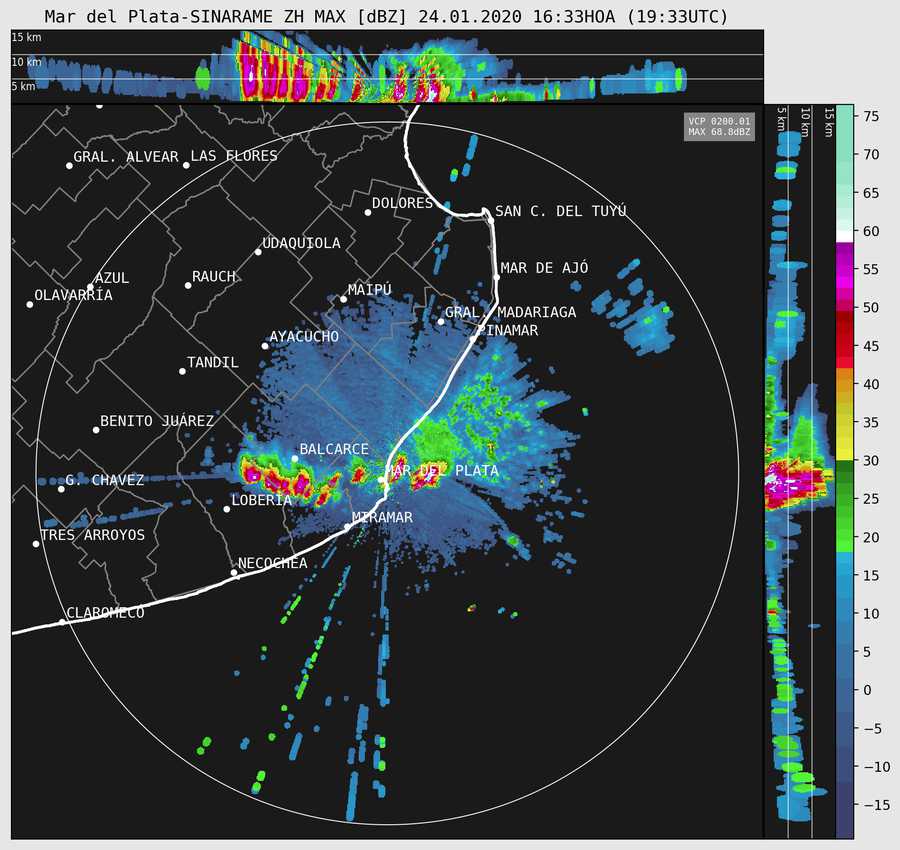 Mar del Plata-SINARAME ZH MAX [dBZ] 24.01.2020 16:33HOA (19:33UTC)
15 km
10 km
5 km
VCP 0200.01
MAX 68.8dBZ
5 km
10 km
15 km
GRAL. ALVEAR
LAS FLORES
DOLORES
SAN C. DEL TUYÚ
UDAQUIOLA
MAR DE AJÓ
AZUL
RAUCH
OLAVARRÍA
MAIPÚ
GRAL. MADARIAGA
PINAMAR
AYACUCHO
TANDIL
BENITO JUÁREZ
BALCARCE
MAR DEL PLATA
G. CHAVEZ
LOBERÍA
MIRAMAR
TRES ARROYOS
NECOCHEA
CLAROMECÓ
75
70
65
60
55
50
45
40
35
30
25
20
15
10
5
0
−5
−10
−15